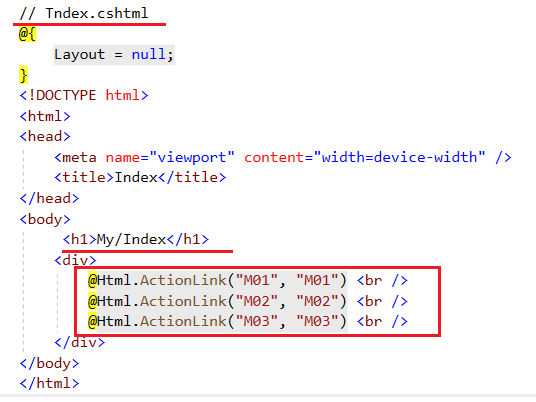 // Tndex.cshtml
@{
    Layout = null;
}
<!DOCTYPE html>
<html>
<head>
    <meta name="viewport" content="width=device-width" />
    <title>Index</title>
</head>
<body>
    <h1>My/Index</h1>
    <div>
        @Html.ActionLink("M01", "M01") <br />
        @Html.ActionLink("M02", "M02") <br />
        @Html.ActionLink("M03", "M03") <br />
    </div>
</body>
</html>